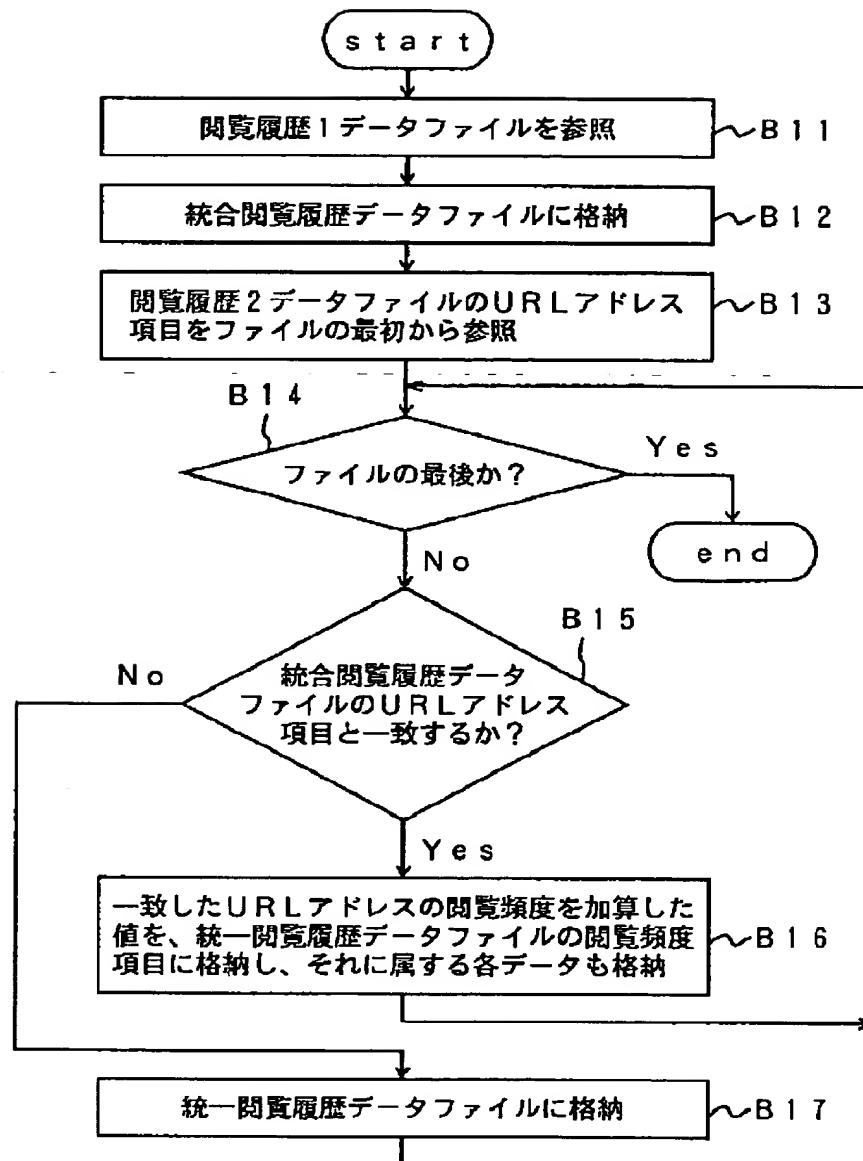 start
閲覧履歴1データファイルを参照
B11
統合閲覧履歴データファイルに格納
B12
閲覧履歴2データファイルのURLアドレス
項目をファイルの最初から参照
B13
B14
ファイルの最後か?
Yes
end
No
B15
統合閲覧履歴データ
ファイルのURLアドレス
項目と一致するか?
No
Yes
一致したURLアドレスの閲覧頻度を加算した
値を、統一閲覧履歴データファイルの閲覧頻度
項目に格納し、それに属する各データも格納
B16
統一閲覧履歴データファイルに格納
B17